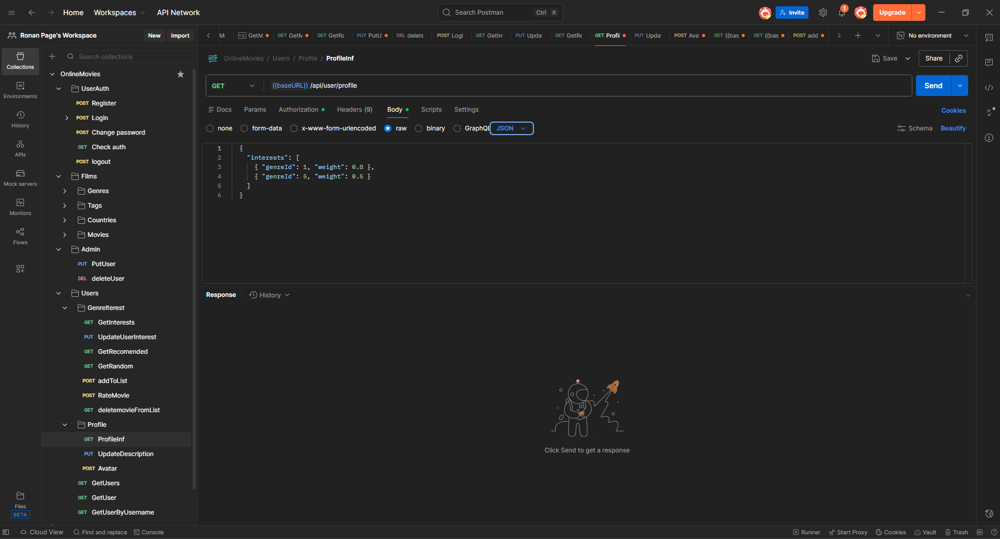 Home Workspaces API Network Search Postman Ctrl K Invite 1 Upgrade
Ronan Page's Workspace New Import
GetM GET GetM GET GetRa PUT PutU DEL delete POST Logi GET GetIn PUT Upda GET GetRe GET Profil PUT Upda POST Ava GET {{bas GET {{bas POST add No environment
Search collections
HTTP OnlineMovies / Users / Profile / ProfileInf Save Share
GET {{baseURL}} /api/user/profile Send
Docs Params Authorization Headers (9) Body Scripts Settings Cookies
none form-data x-www-form-urlencoded raw binary GraphQL JSON Schema Beautify
1 {
2 "interests": [
3 { "genreId": 1, "weight": 0.8 },
4 { "genreId": 5, "weight": 0.5 }
5 ]
6 }
Response History
Click Send to get a response
Collections
Environments
History
APIs
Mock servers
Monitors
Flows
Files
BETA
OnlineMovies
UserAuth
POST Register
POST Login
POST Change password
GET Check auth
POST logout
Films
Genres
Tags
Countries
Movies
Admin
PUT PutUser
DEL deleteUser
Users
GenreIterest
GET GetInterests
PUT UpdateUserInterest
GET GetRecomended
GET GetRandom
POST addToList
POST RateMovie
GET deletemovieFromList
Profile
GET ProfileInf
PUT UpdateDescription
POST Avatar
GET GetUsers
GET GetUser
GET GetUserByUsername
Cloud View Find and replace Console Runner Start Proxy Cookies Vault Trash